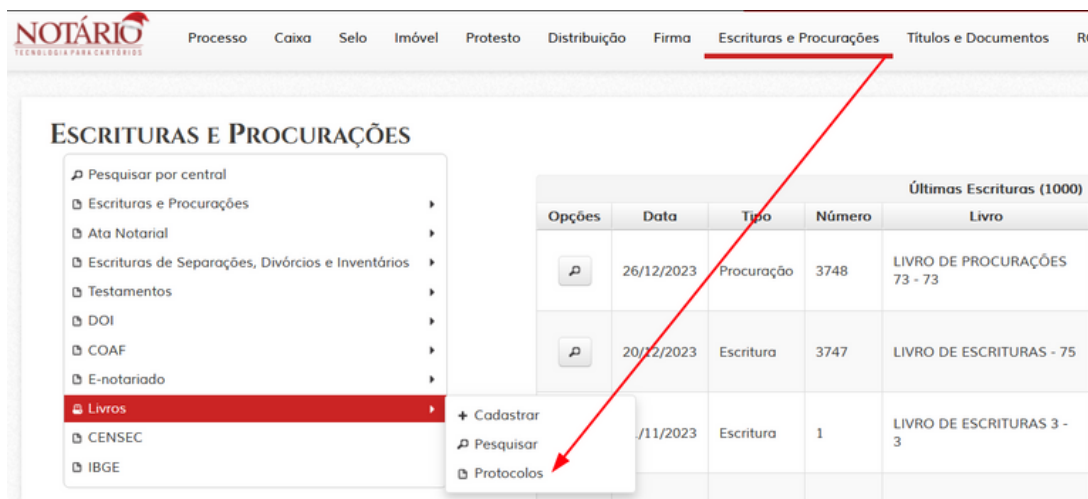 NOTÁRIO
TECNOLOGIA PARA CARTÓRIOS
Processo Caixa Selo Imóvel Protesto Distribuição Firma Escrituras e Procurações Títulos e Documentos
ESCRITURAS E PROCURAÇÕES
Pesquisar por central
Escrituras e Procurações
Ata Notarial
Escrituras de Separações, Divórcios e Inventários
Testamentos
DOI
COAF
E-notariado
Livros
CENSEC
IBGE
+ Cadastrar
Pesquisar
Protocolos
Últimas Escrituras (1000)
Opções Data Tipo Número Livro
26/12/2023 Procuração 3748 LIVRO DE PROCURAÇÕES
73 - 73
20/12/2023 Escritura 3747 LIVRO DE ESCRITURAS - 75
/11/2023 Escritura 1 LIVRO DE ESCRITURAS 3 -
3